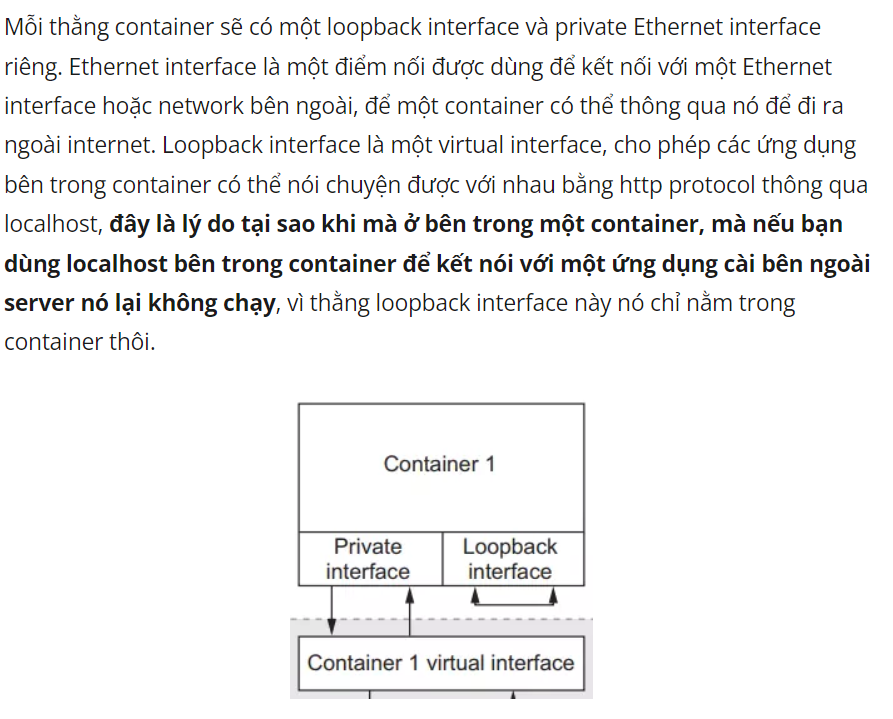 Mỗi thằng container sẽ có một loopback interface và private Ethernet interface
riêng. Ethernet interface là một điểm nối được dùng để kết nối với một Ethernet
interface hoặc network bên ngoài, để một container có thể thông qua nó để đi ra
ngoài internet. Loopback interface là một virtual interface, cho phép các ứng dụng
bên trong container có thể nói chuyện được với nhau bằng http protocol thông qua
localhost, đây là lý do tại sao khi mà ở bên trong một container, mà nếu bạn
dùng localhost bên trong container để kết nói với một ứng dụng cài bên ngoài
server nó lại không chạy, vì thằng loopback interface này nó chỉ nằm trong
container thôi.
Container 1
Private
interface
Loopback
interface
Container 1 virtual interface